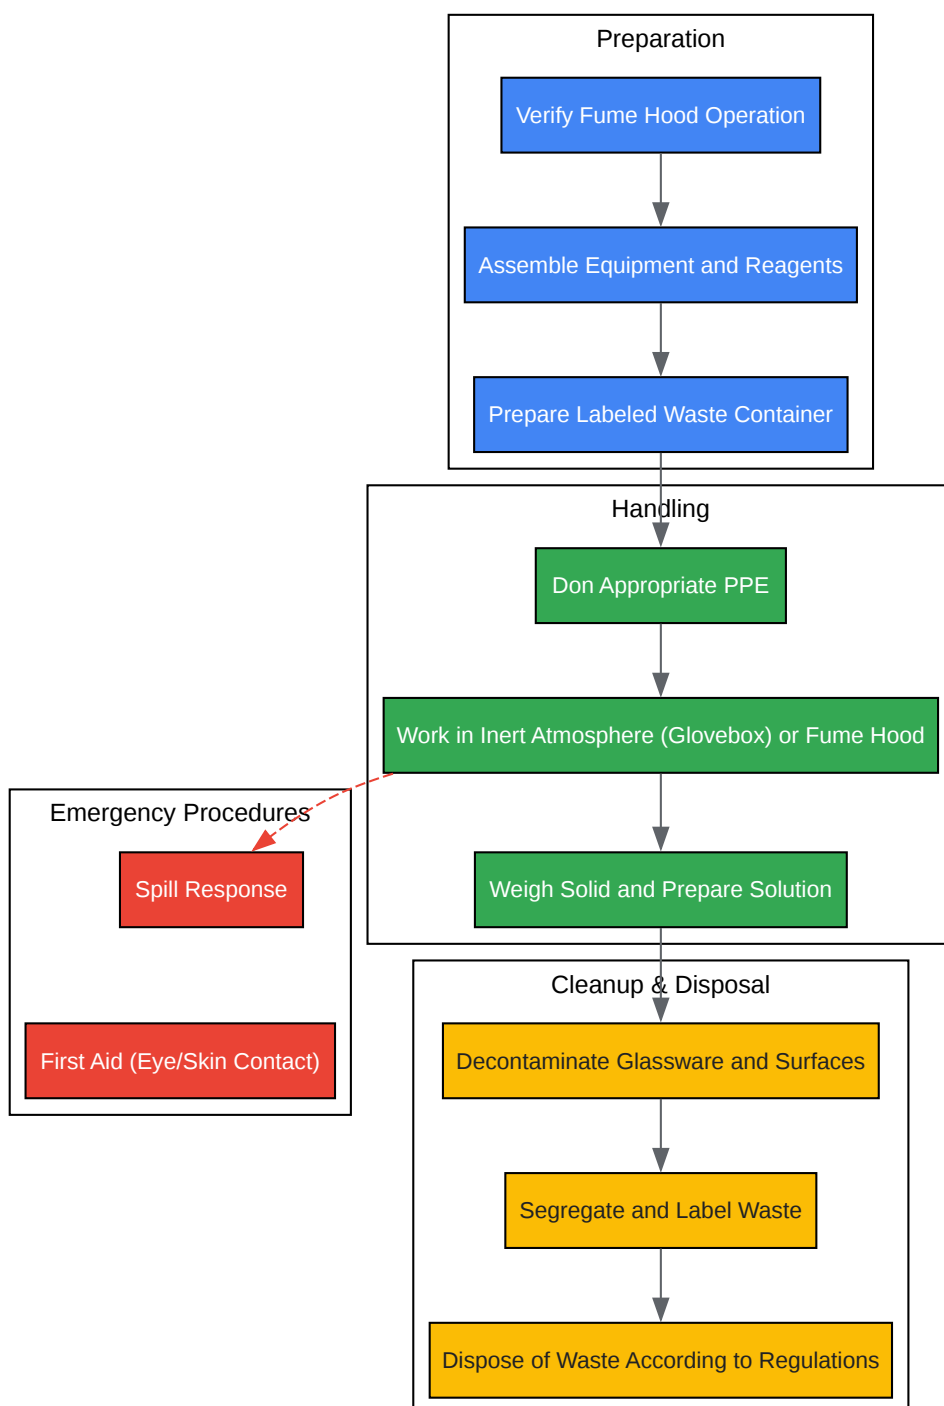 Preparation
Verify Fume Hood Operation
Assemble Equipment and Reagents
Prepare Labeled Waste Container
Handling
Don Appropriate PPE
Work in Inert Atmosphere (Glovebox) or Fume Hood
Weigh Solid and Prepare Solution
Emergency Procedures
Spill Response
First Aid (Eye/Skin Contact)
Cleanup & Disposal
Decontaminate Glassware and Surfaces
Segregate and Label Waste
Dispose of Waste According to Regulations